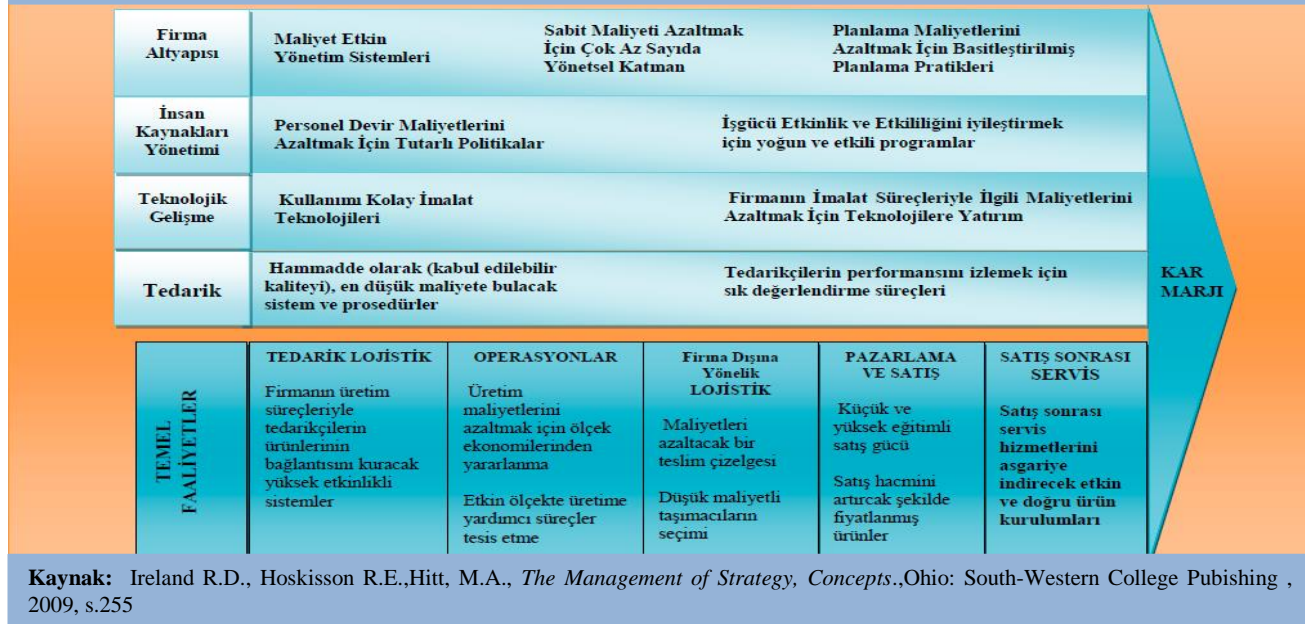 Firma
Altyapısı
Maliyet Etkin
Yönetim Sistemleri
Sabit Maliyeti Azaltmak
İçin Çok Az Sayıda
Yönetsel Katman
Planlama Maliyetlerini
Azaltmak İçin Basitleştirilmiş
Planlama Pratikleri
İnsan
Kaynakları
Yönetimi
Personel Devir Maliyetlerini
Azaltmak İçin Tutarlı Politikalar
İşgücü Etkinlik ve Etkililiğini iyileştirmek
için yoğun ve etkili programlar
Teknolojik
Gelişme
Kullanımı Kolay İmalat
Teknolojileri
Firmanın İmalat Süreçleriyle İlgili Maliyetlerini
Azaltmak İçin Teknolojilere Yatırım
Tedarik
Hammadde olarak (kabul edilebilir
kaliteyi), en düşük maliyete bulacak
sistem ve prosedürler
Tedarikçilerin performansını izlemek için
sık değerlendirme süreçleri
KAR
MARJI
TEMEL
FAALİYETLER
TEDARİK LOJİSTİK
Firmanın üretim
süreçleriyle
tedarikçilerin
ürünlerinin
bağlantısını kuracak
yüksek etkinlikli
sistemler
OPERASYONLAR
Üretim
maliyetlerini
azaltmak için ölçek
ekonomilerinden
yararlanma
Etkin ölçekte üretime
yardımcı süreçler
tesis etme
Firma Dışına
Yönelik
LOJİSTİK
Maliyetleri
azaltacak bir
teslim çizelgesi
Düşük maliyetli
taşımacıların
seçimi
PAZARLAMA
VE SATIŞ
Küçük ve
yüksek eğitimli
satış gücü
Satış hacmini
artırcak şekilde
fiyatlanmış
ürünler
SATIŞ SONRASI
SERVİS
Satış sonrası
servis
hizmetlerini
asgariye
indirecek etkin
ve doğru ürün
kurulumları
Kaynak: Ireland R.D., Hoskisson R.E.,Hitt, M.A., The Management of Strategy, Concepts.,Ohio: South-Western College Pubishing ,
2009, s.255